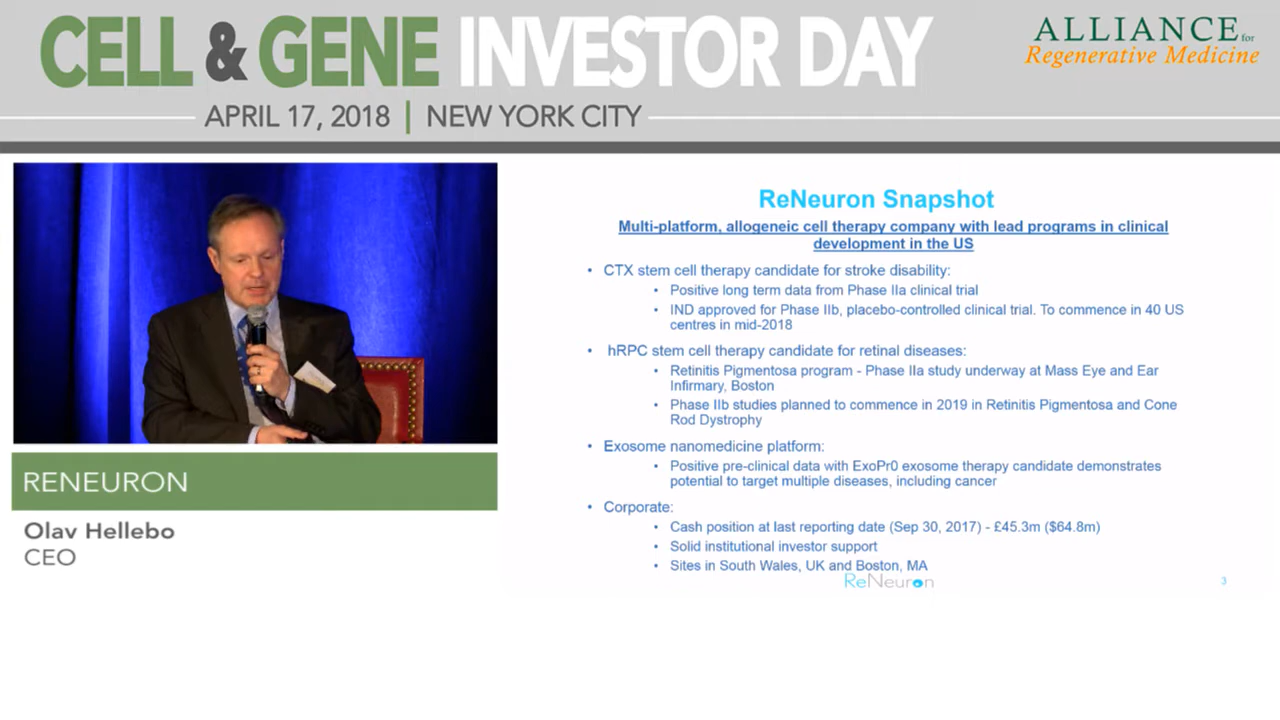 CELL & GENE INVESTOR DAY
APRIL 17, 2018 | NEW YORK CITY
ALLIANCE for
Regenerative Medicine
RENEURON
Olav Hellebo
CEO
ReNeuron Snapshot
Multi-platform, allogeneic cell therapy company with lead programs in clinical
development in the US
• CTX stem cell therapy candidate for stroke disability:
• Positive long term data from Phase IIa clinical trial
• IND approved for Phase IIb, placebo-controlled clinical trial. To commence in 40 US
centres in mid-2018
• hRPC stem cell therapy candidate for retinal diseases:
• Retinitis Pigmentosa program - Phase IIa study underway at Mass Eye and Ear
Infirmary, Boston
• Phase IIb studies planned to commence in 2019 in Retinitis Pigmentosa and Cone
Rod Dystrophy
• Exosome nanomedicine platform:
• Positive pre-clinical data with ExoPr0 exosome therapy candidate demonstrates
potential to target multiple diseases, including cancer
• Corporate:
• Cash position at last reporting date (Sep 30, 2017) - £45.3m ($64.8m)
• Solid institutional investor support
• Sites in South Wales, UK and Boston, MA
ReNeuron
3